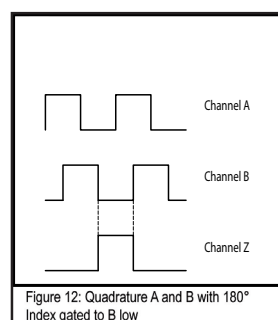 Channel A
Channel B
Channel Z
Figure 12: Quadrature A and B with 180°
Index gated to B low